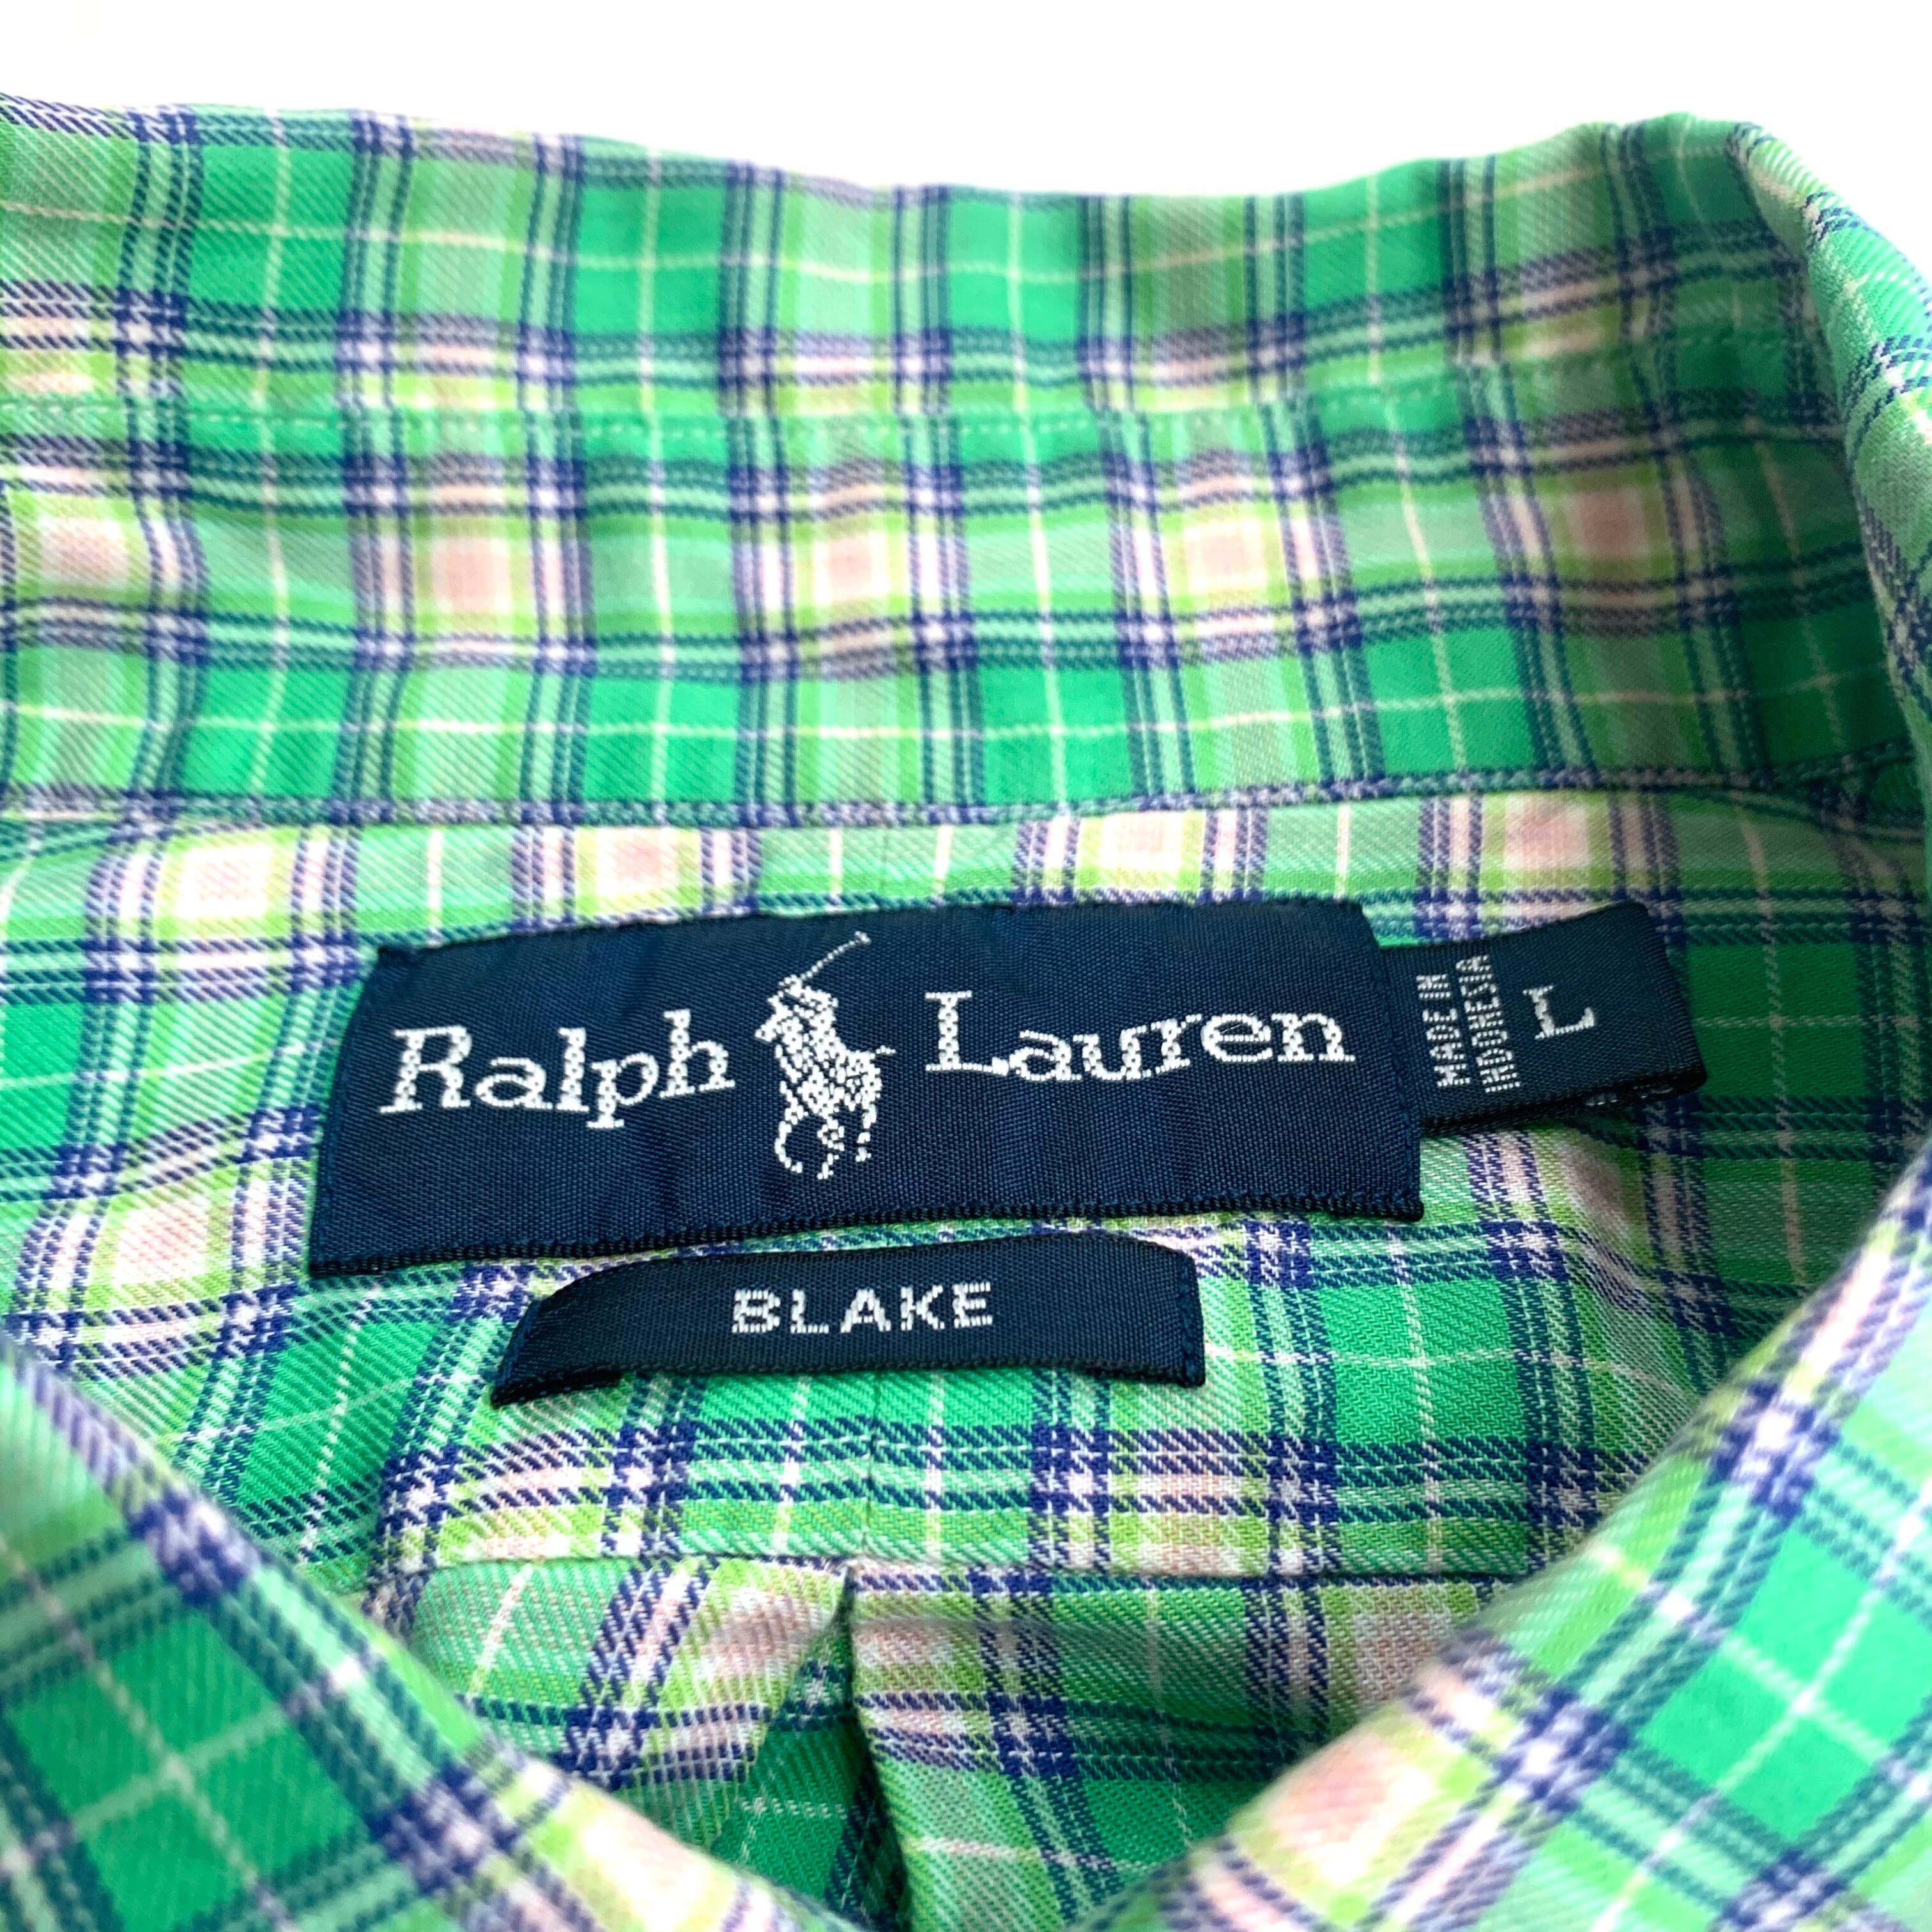 Ralph Lauren
MADE IN
INDONESIA
L
BLAKE